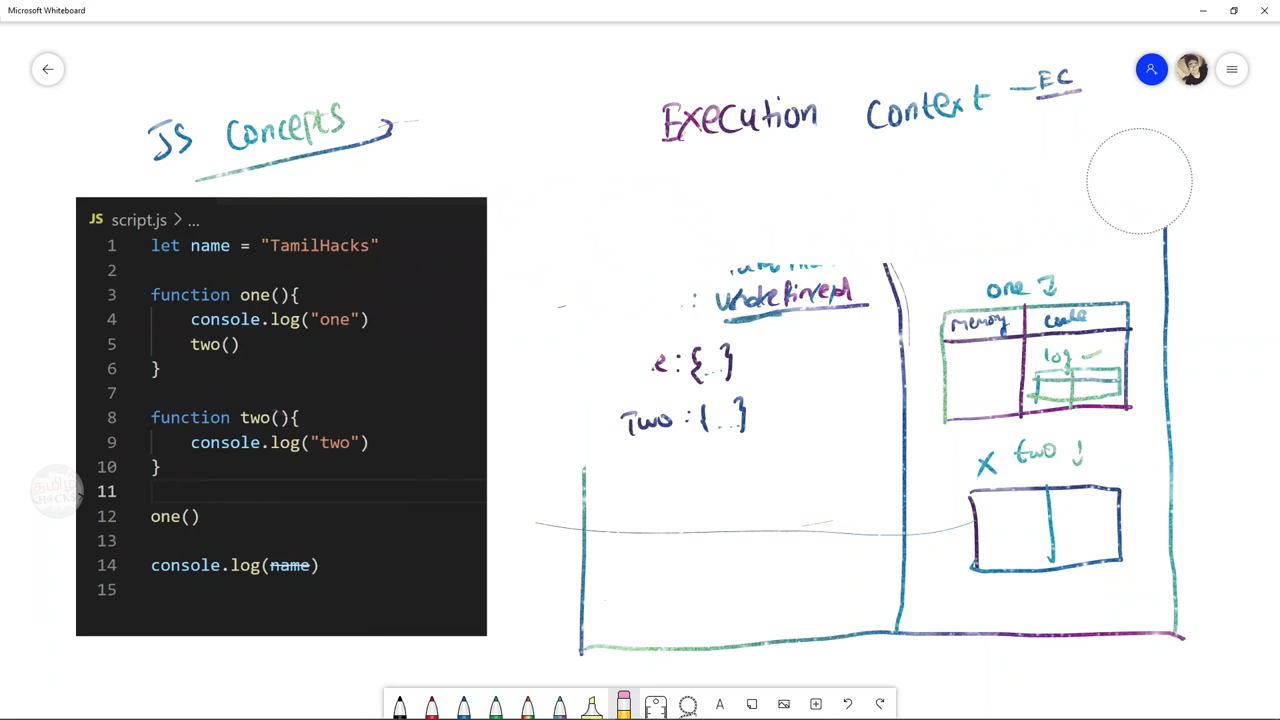 Microsoft Whiteboard
JS Concepts
Execution Context - EC
JS script.js > ...
1 let name = "TamilHacks"
2
3 function one(){
4 console.log("one")
5 two()
6 }
7
8 function two(){
9 console.log("two")
10 }
11
12 one()
13
14 console.log(name)
15
: undefined
e : {...}
Two : {...}
one
memory code
log
x two
தமிழ்
HACKS
A